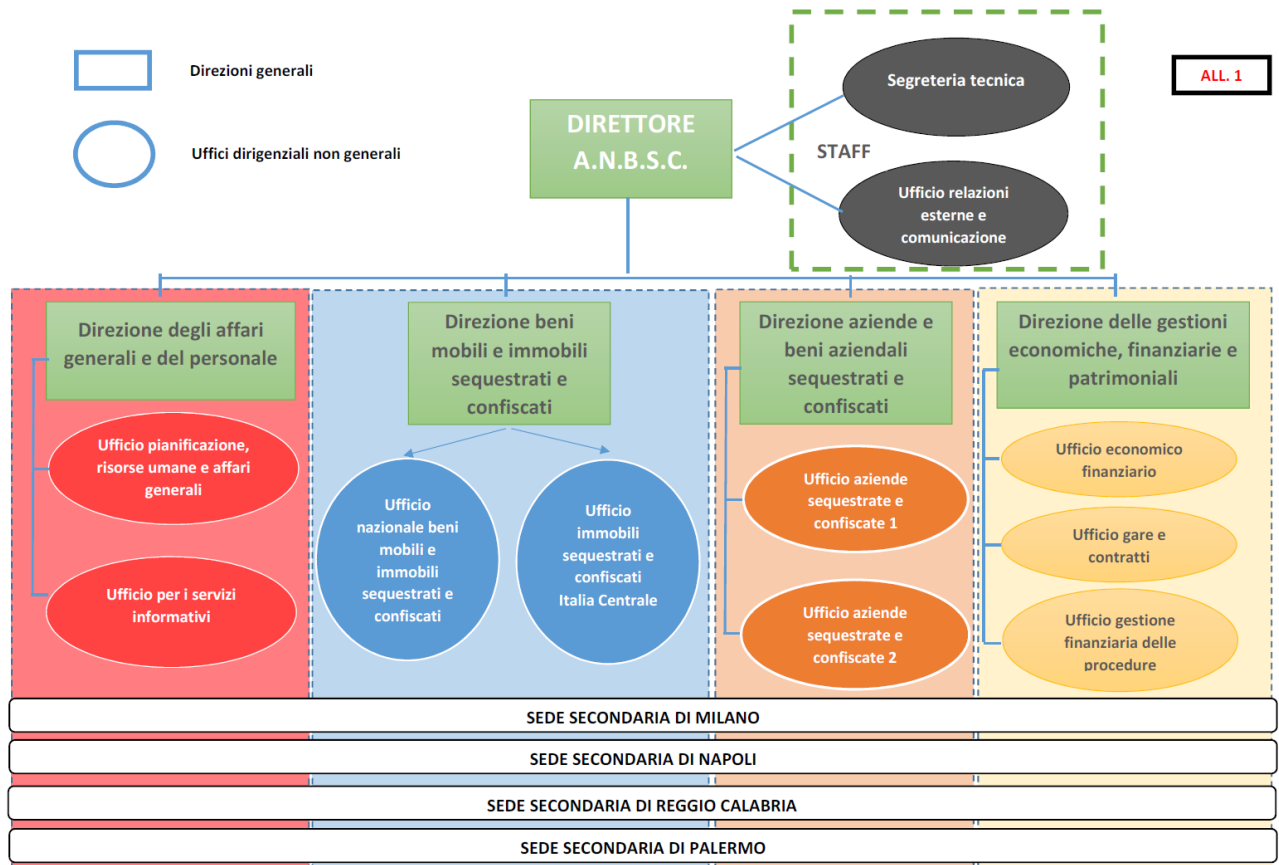 Direzioni generali
Uffici dirigenziali non generali
DIRETTORE
A.N.B.S.C.
STAFF
Segreteria tecnica
Ufficio relazioni
esterne e
comunicazione
ALL. 1
Direzione degli affari
generali e del personale
Ufficio pianificazione,
risorse umane e affari
generali
Ufficio per i servizi
informativi
Direzione beni
mobili e immobili
sequestrati e
confiscati
Ufficio
nazionale beni
mobili e
immobili
sequestrati e
confiscati
Ufficio
immobili
sequestrati e
confiscati
Italia Centrale
Direzione aziende e
beni aziendali
sequestrati e
confiscati
Ufficio aziende
sequestrate e
confiscate 1
Ufficio aziende
sequestrate e
confiscate 2
Direzione delle gestioni
economiche, finanziarie e
patrimoniali
Ufficio economico
finanziario
Ufficio gare e
contratti
Ufficio gestione
finanziaria delle
procedure
SEDE SECONDARIA DI MILANO
SEDE SECONDARIA DI NAPOLI
SEDE SECONDARIA DI REGGIO CALABRIA
SEDE SECONDARIA DI PALERMO